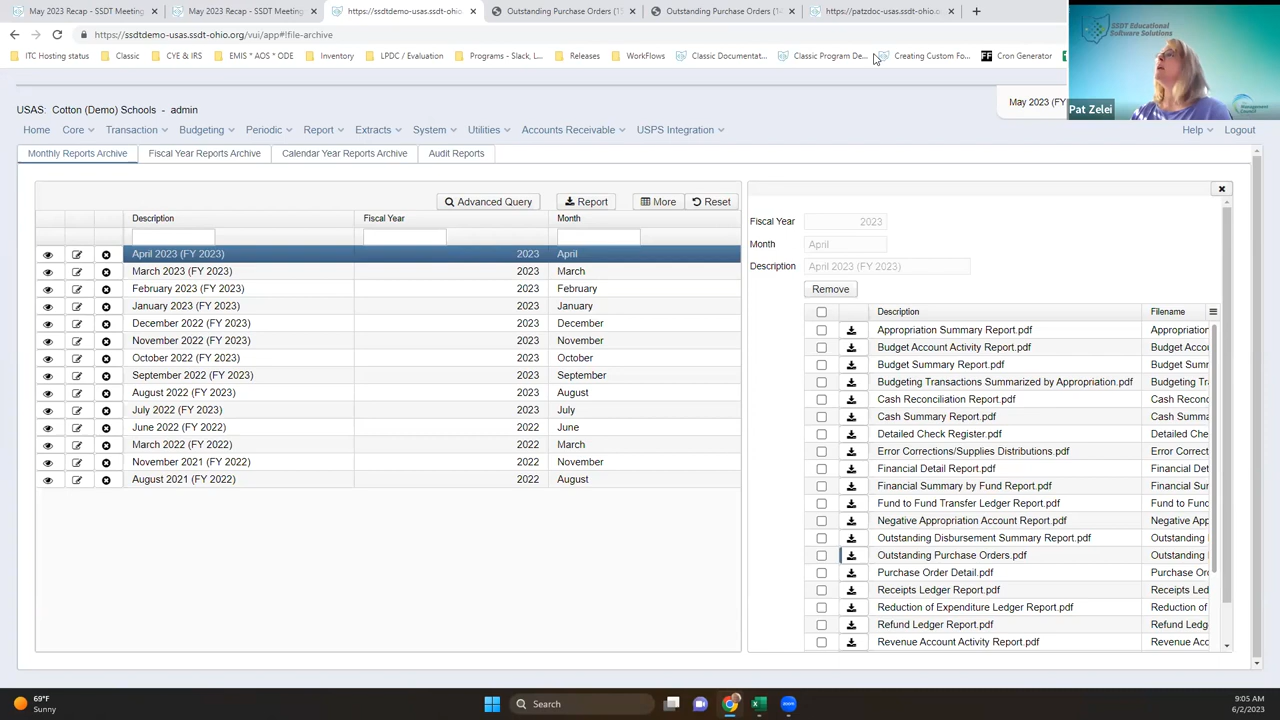 May 2023 Recap - SSDT Meeting
May 2023 Recap - SSDT Meeting
https://ssdtdemo-usas.ssdt-ohio
Outstanding Purchase Orders (15
Outstanding Purchase Orders (14
https://patzdoc-usas.ssdt-ohio.o
https://ssdtdemo-usas.ssdt-ohio.org/vui/app#!file-archive
ITC Hosting status
Classic
CYE & IRS
EMIS * AOS * ODE
Inventory
LPDC / Evaluation
Programs - Slack, L...
Releases
WorkFlows
Classic Documentat...
Classic Program De...
Creating Custom Fo...
Cron Generator
SSDT Educational
Software Solutions
Management
Council
Pat Zelei
USAS: Cotton (Demo) Schools - admin
May 2023 (FY
Home
Core
Transaction
Budgeting
Periodic
Report
Extracts
System
Utilities
Accounts Receivable
USPS Integration
Help
Logout
Monthly Reports Archive
Fiscal Year Reports Archive
Calendar Year Reports Archive
Audit Reports
Advanced Query
Report
More
Reset
Description Fiscal Year Month
April 2023 (FY 2023) 2023 April
March 2023 (FY 2023) 2023 March
February 2023 (FY 2023) 2023 February
January 2023 (FY 2023) 2023 January
December 2022 (FY 2023) 2023 December
November 2022 (FY 2023) 2023 November
October 2022 (FY 2023) 2023 October
September 2022 (FY 2023) 2023 September
August 2022 (FY 2023) 2023 August
July 2022 (FY 2023) 2023 July
June 2022 (FY 2022) 2022 June
March 2022 (FY 2022) 2022 March
November 2021 (FY 2022) 2022 November
August 2021 (FY 2022) 2022 August
Fiscal Year 2023
Month April
Description April 2023 (FY 2023)
Remove
Description Filename
Appropriation Summary Report.pdf Appropriation
Budget Account Activity Report.pdf Budget Accou
Budget Summary Report.pdf Budget Summ
Budgeting Transactions Summarized by Appropriation.pdf Budgeting Tr
Cash Reconciliation Report.pdf Cash Reconc
Cash Summary Report.pdf Cash Summa
Detailed Check Register.pdf Detailed Che
Error Corrections/Supplies Distributions.pdf Error Correct
Financial Detail Report.pdf Financial Det
Financial Summary by Fund Report.pdf Financial Sur
Fund to Fund Transfer Ledger Report.pdf Fund to Fund
Negative Appropriation Account Report.pdf Negative App
Outstanding Disbursement Summary Report.pdf Outstanding
Outstanding Purchase Orders.pdf Outstanding
Purchase Order Detail.pdf Purchase Or
Receipts Ledger Report.pdf Receipts Led
Reduction of Expenditure Ledger Report.pdf Reduction of
Refund Ledger Report.pdf Refund Ledg
Revenue Account Activity Report.pdf Revenue Acc
69°F
Sunny
Search
9:05 AM
6/2/2023